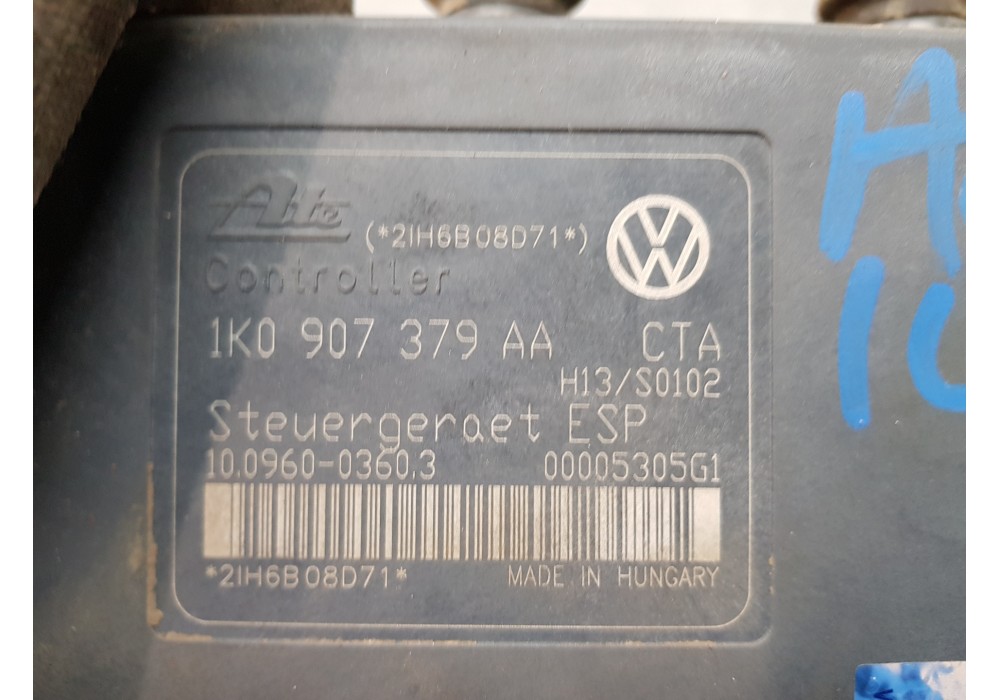 Ate
(*2IH6B08D71*)
Controller
1K0 907 379 AA CTA
H13/S0102
Steuergeraet ESP
10.0960-0360.3 00005305G1
*2IH6B08D71*
MADE IN HUNGARY